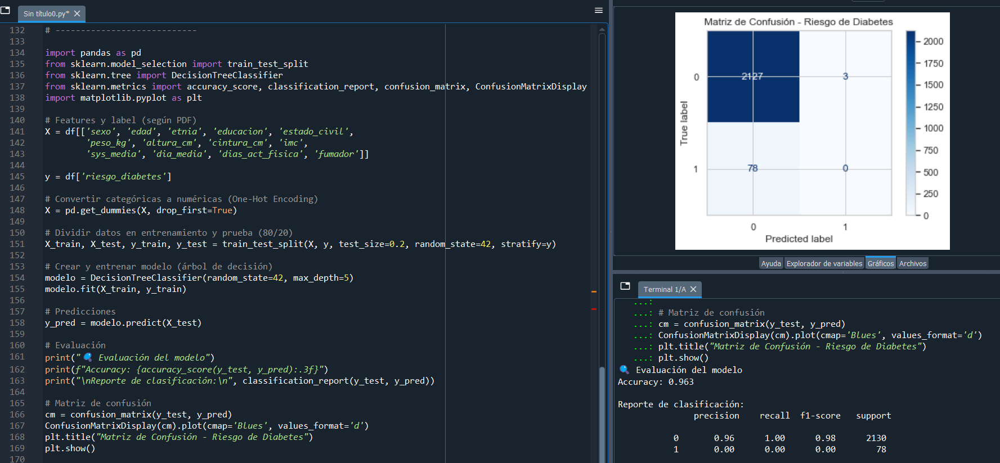 Sin título0.py*
132 # ----------------------------
133
134 import pandas as pd
135 from sklearn.model_selection import train_test_split
136 from sklearn.tree import DecisionTreeClassifier
137 from sklearn.metrics import accuracy_score, classification_report, confusion_matrix, ConfusionMatrixDisplay
138 import matplotlib.pyplot as plt
139
140 # Features y label (según PDF)
141 X = df[['sexo', 'edad', 'etnia', 'educacion', 'estado_civil',
142 'peso_kg', 'altura_cm', 'cintura_cm', 'imc',
143 'sys_media', 'dia_media', 'dias_act_fisica', 'fumador']]
144
145 y = df['riesgo_diabetes']
146
147 # Convertir categóricas a numéricas (One-Hot Encoding)
148 X = pd.get_dummies(X, drop_first=True)
149
150 # Dividir datos en entrenamiento y prueba (80/20)
151 X_train, X_test, y_train, y_test = train_test_split(X, y, test_size=0.2, random_state=42, stratify=y)
152
153 # Crear y entrenar modelo (árbol de decisión)
154 modelo = DecisionTreeClassifier(random_state=42, max_depth=5)
155 modelo.fit(X_train, y_train)
156
157 # Predicciones
158 y_pred = modelo.predict(X_test)
159
160 # Evaluación
161 print("🔍 Evaluación del modelo")
162 print(f"Accuracy: {accuracy_score(y_test, y_pred):.3f}")
163 print("\nReporte de clasificación:\n", classification_report(y_test, y_pred))
164
165 # Matriz de confusión
166 cm = confusion_matrix(y_test, y_pred)
167 ConfusionMatrixDisplay(cm).plot(cmap='Blues', values_format='d')
168 plt.title("Matriz de Confusión - Riesgo de Diabetes")
169 plt.show()
170
Matriz de Confusión - Riesgo de Diabetes
True label
0
1
2127 3
78 0
0 1
Predicted label
2000
1750
1500
1250
1000
750
500
250
0
Ayuda Explorador de variables Gráficos Archivos
Terminal 1/A
...:
...: # Matriz de confusión
...: cm = confusion_matrix(y_test, y_pred)
...: ConfusionMatrixDisplay(cm).plot(cmap='Blues', values_format='d')
...: plt.title("Matriz de Confusión - Riesgo de Diabetes")
...: plt.show()
🔍 Evaluación del modelo
Accuracy: 0.963
Reporte de clasificación:
precision recall f1-score support
0 0.96 1.00 0.98 2130
1 0.00 0.00 0.00 78